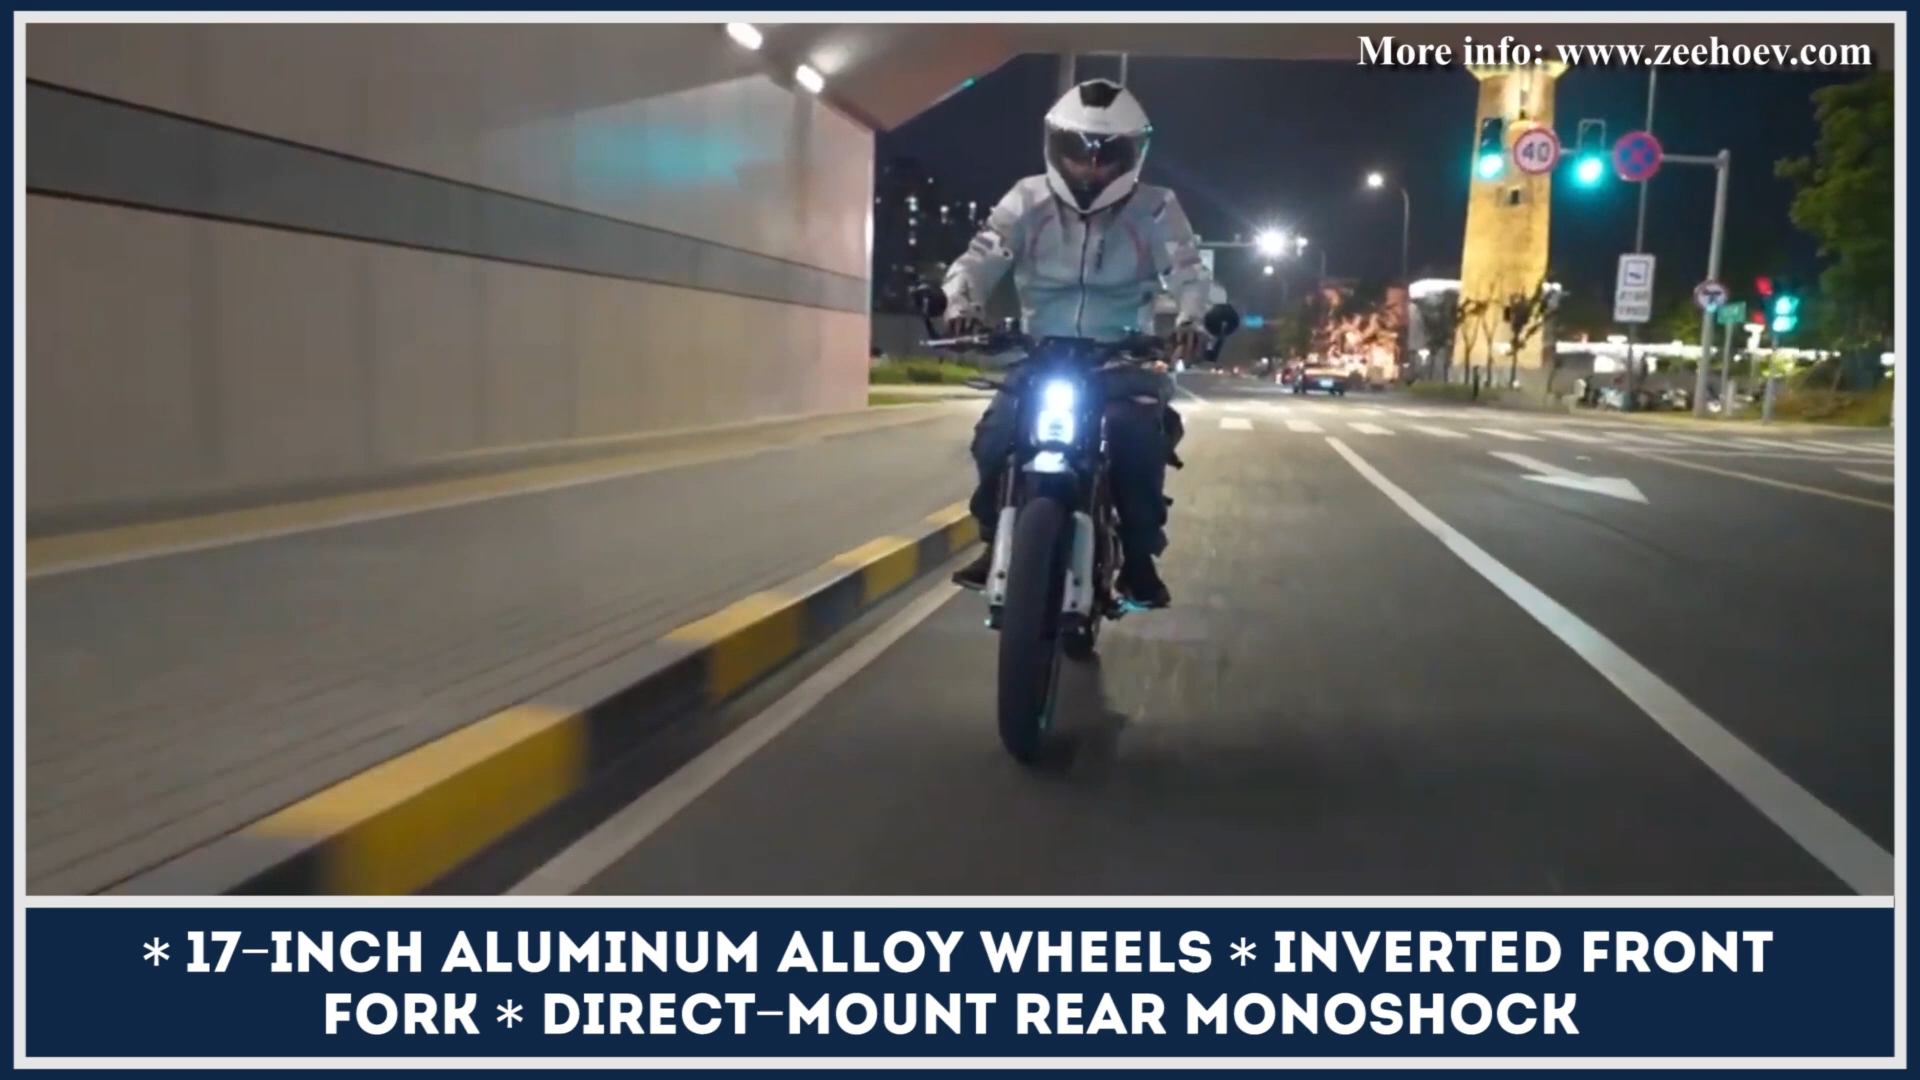 More info: www.zeehoev.com
40
* 17-INCH ALUMINUM ALLOY WHEELS * INVERTED FRONT
FORK * DIRECT-MOUNT REAR MONOSHOCK